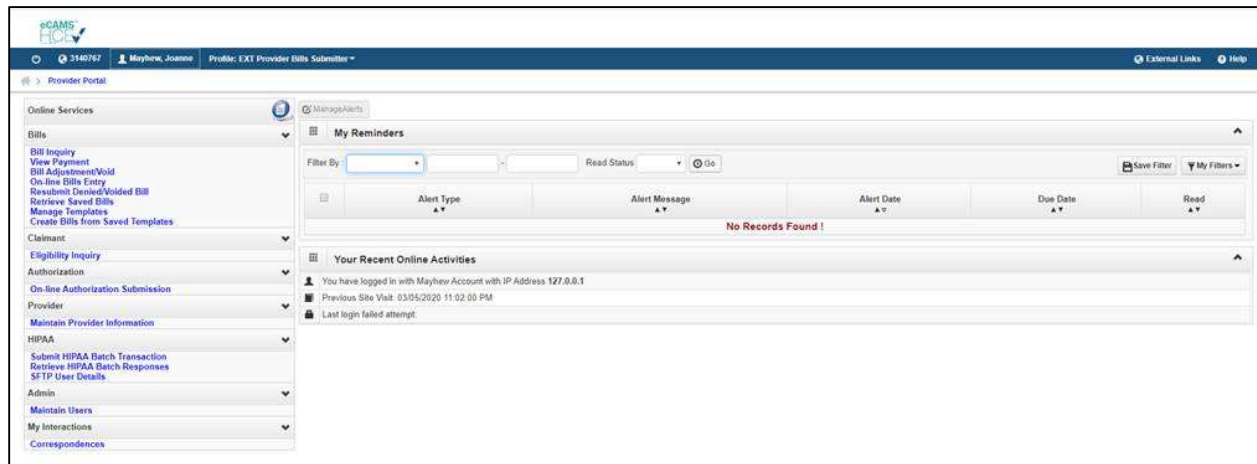 eCAMS
HCE
3140767 Mayhew, Joanne Profile: EXT Provider Bills Submitter External Links Help
> Provider Portal
Online Services
Bills
Bill Inquiry
View Payment
Bill Adjustment/Void
On-line Bills Entry
Resubmit Denied/Voided Bill
Retrieve Saved Bills
Manage Templates
Create Bills from Saved Templates
Claimant
Eligibility Inquiry
Authorization
On-line Authorization Submission
Provider
Maintain Provider Information
HIPAA
Submit HIPAA Batch Transaction
Retrieve HIPAA Batch Responses
SFTP User Details
Admin
Maintain Users
My Interactions
Correspondences
ManageAlerts
My Reminders
Filter By : - Read Status Go Save Filter My Filters
Alert Type Alert Message Alert Date Due Date Read
No Records Found !
Your Recent Online Activities
You have logged in with Mayhew Account with IP Address 127.0.0.1
Previous Site Visit: 03/05/2020 11:02:00 PM
Last login failed attempt: